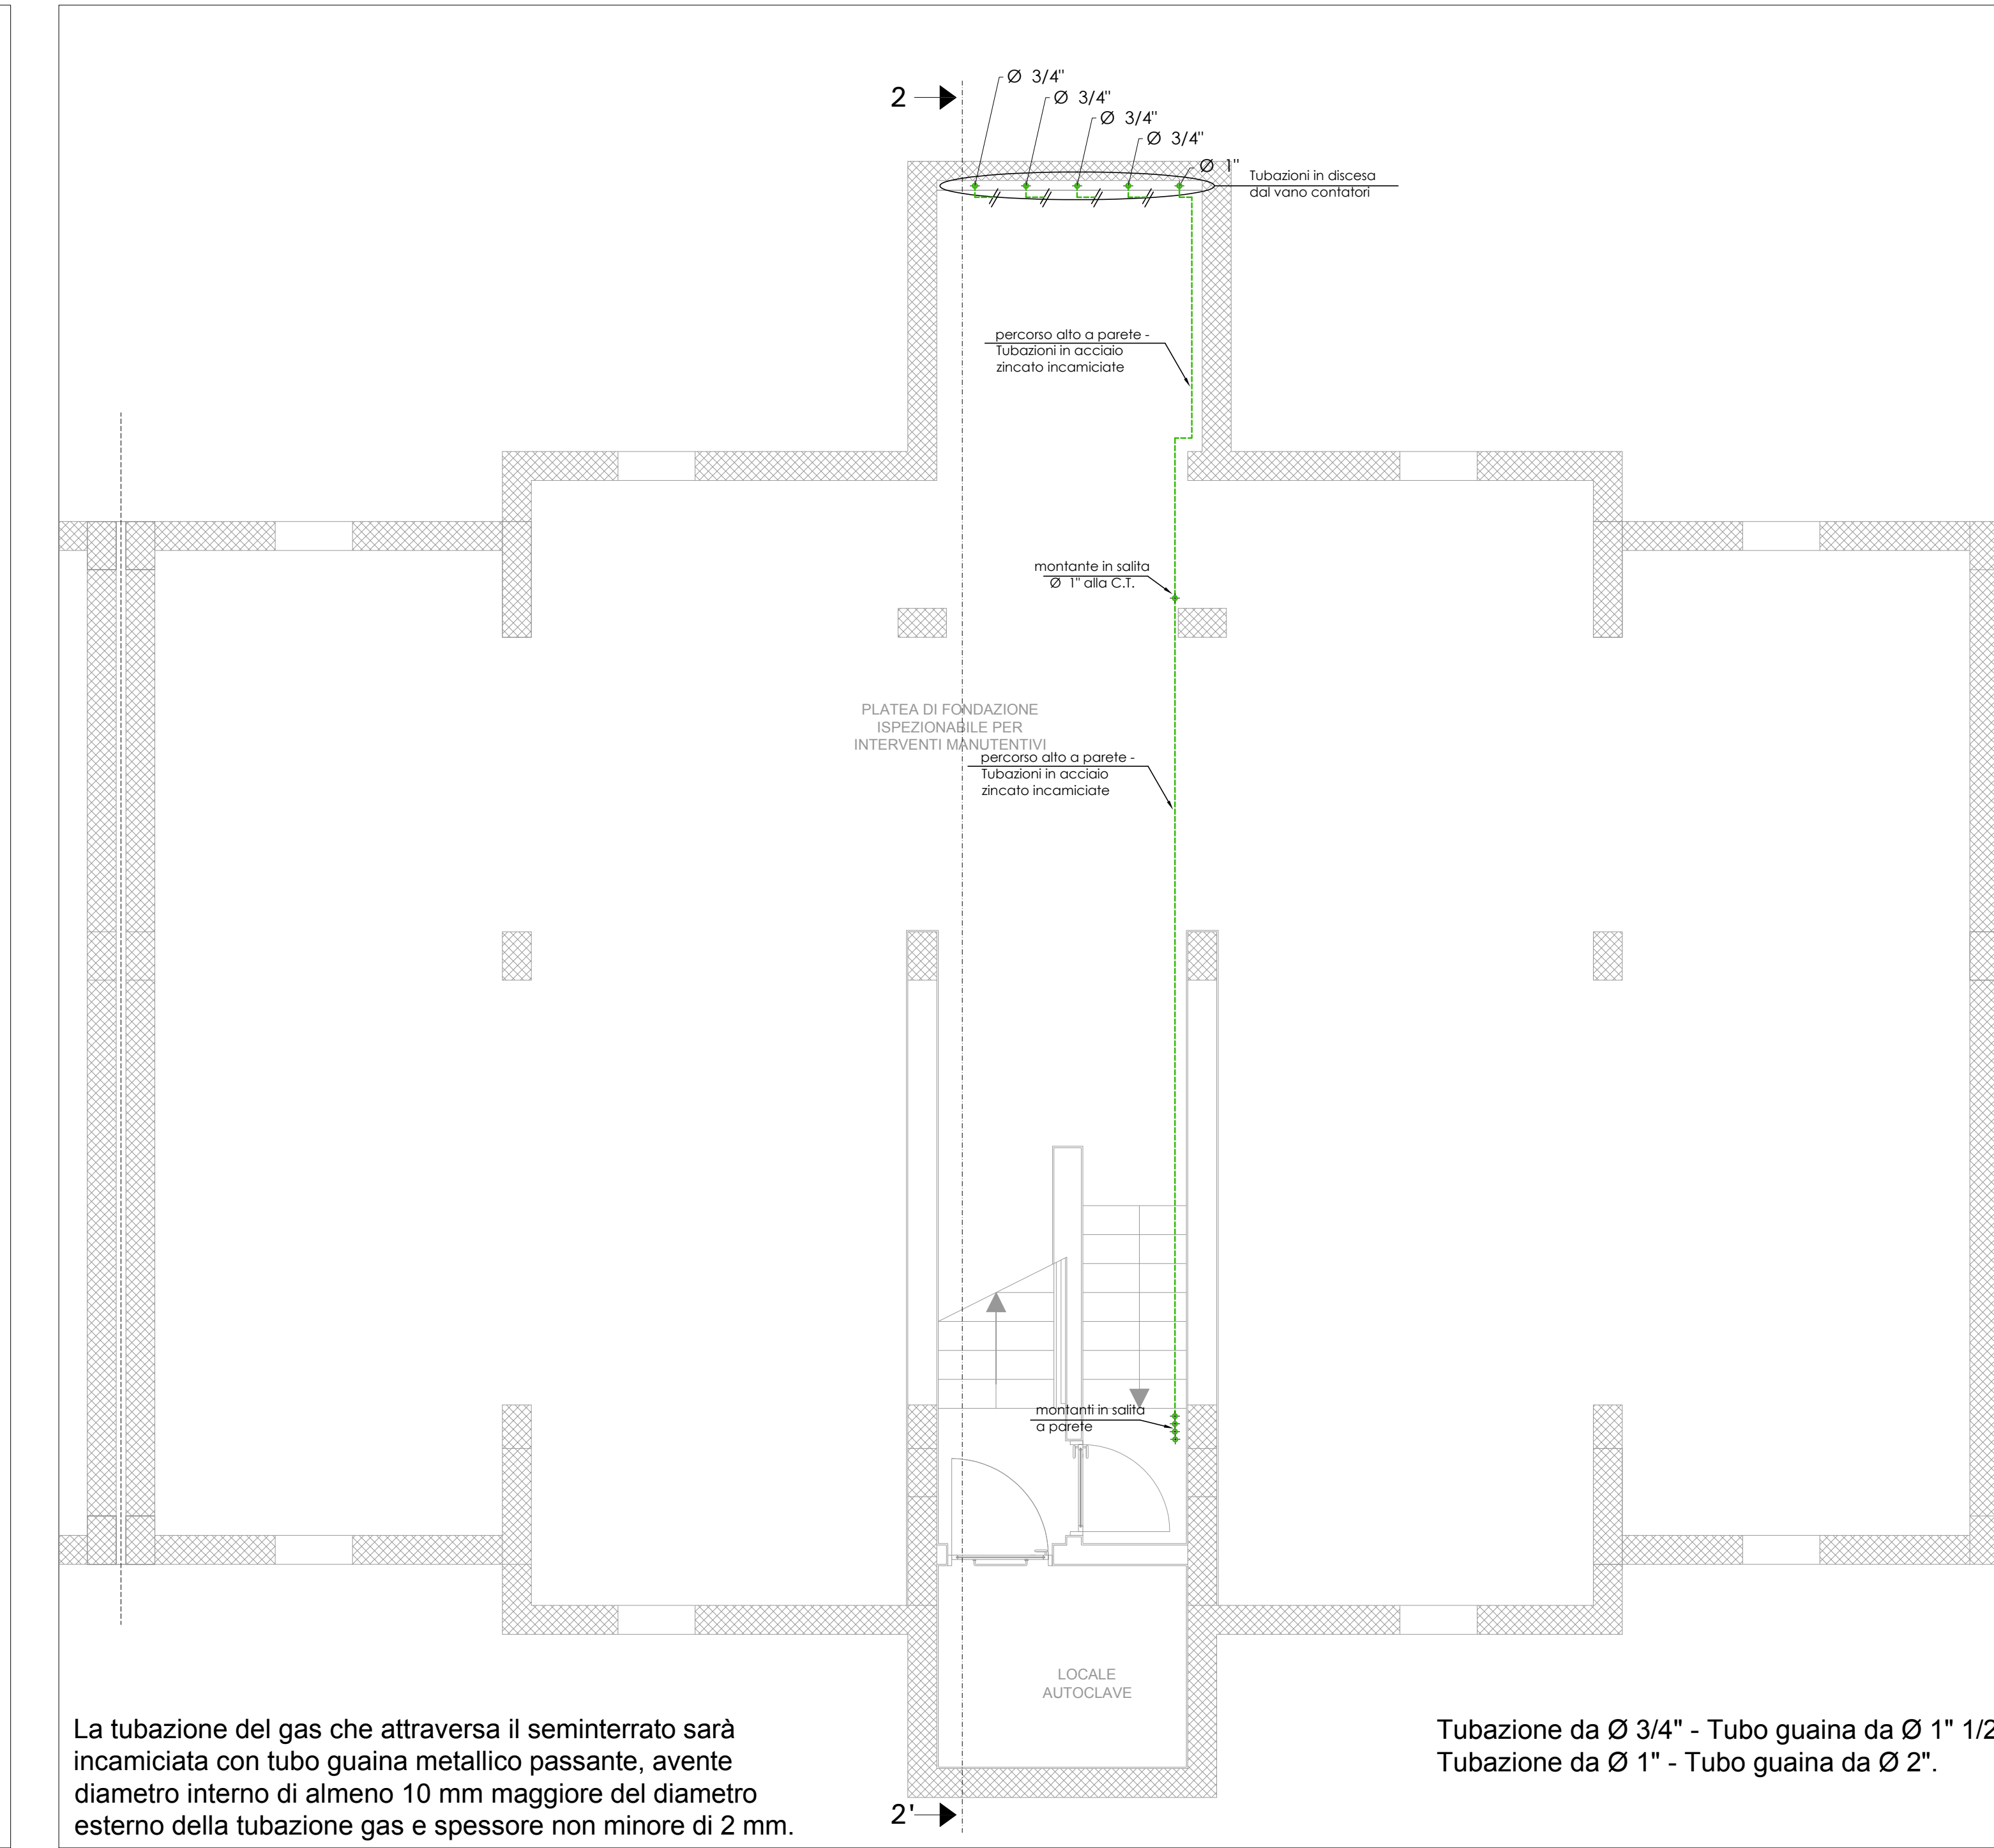 Ø 3/4"
2
Ø 3/4"
Ø 3/4"
Ø 3/4"
Ø 1"
Tubazioni in discesa
dal vano contatori
percorso alto a parete -
Tubazioni in acciaio
zincato incamiciate
montante in salita
Ø 1" alla C.T.
PLATEA DI FONDAZIONE
ISPEZIONABILE PER
INTERVENTI MANUTENTIVI
percorso alto a parete -
Tubazioni in acciaio
zincato incamiciate
montanti in salita
a parete
LOCALE
AUTOCLAVE
La tubazione del gas che attraversa il seminterrato sarà
incamiciata con tubo guaina metallico passante, avente
diametro interno di almeno 10 mm maggiore del diametro
esterno della tubazione gas e spessore non minore di 2 mm.
Tubazione da Ø 3/4" - Tubo guaina da Ø 1" 1/2
Tubazione da Ø 1" - Tubo guaina da Ø 2".
2'